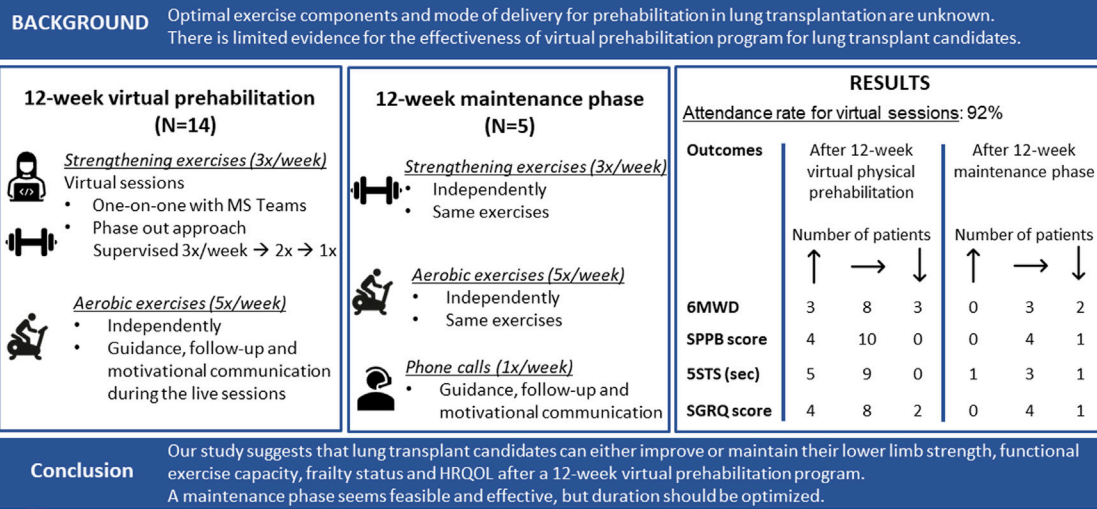 BACKGROUND
Optimal exercise components and mode of delivery for prehabilitation in lung transplantation are unknown.
There is limited evidence for the effectiveness of virtual prehabilitation program for lung transplant candidates.
12-week virtual prehabilitation
(N=14)
Strengthening exercises (3x/week)
Virtual sessions
• One-on-one with MS Teams
• Phase out approach
Supervised 3x/week → 2x → 1x
Aerobic exercises (5x/week)
• Independently
• Guidance, follow-up and
motivational communication
during the live sessions
12-week maintenance phase
(N=5)
Strengthening exercises (3x/week)
• Independently
• Same exercises
Aerobic exercises (5x/week)
• Independently
• Same exercises
Phone calls (1x/week)
• Guidance, follow-up and
motivational communication
RESULTS
Attendance rate for virtual sessions: 92%
Outcomes After 12-week After 12-week
virtual physical maintenance phase
prehabilitation
Number of patients Number of patients
↑ → ↓ ↑ → ↓
6MWD 3 8 3 0 3 2
SPPB score 4 10 0 0 4 1
5STS (sec) 5 9 0 1 3 1
SGRQ score 4 8 2 0 4 1
Conclusion
Our study suggests that lung transplant candidates can either improve or maintain their lower limb strength, functional
exercise capacity, frailty status and HRQOL after a 12-week virtual prehabilitation program.
A maintenance phase seems feasible and effective, but duration should be optimized.